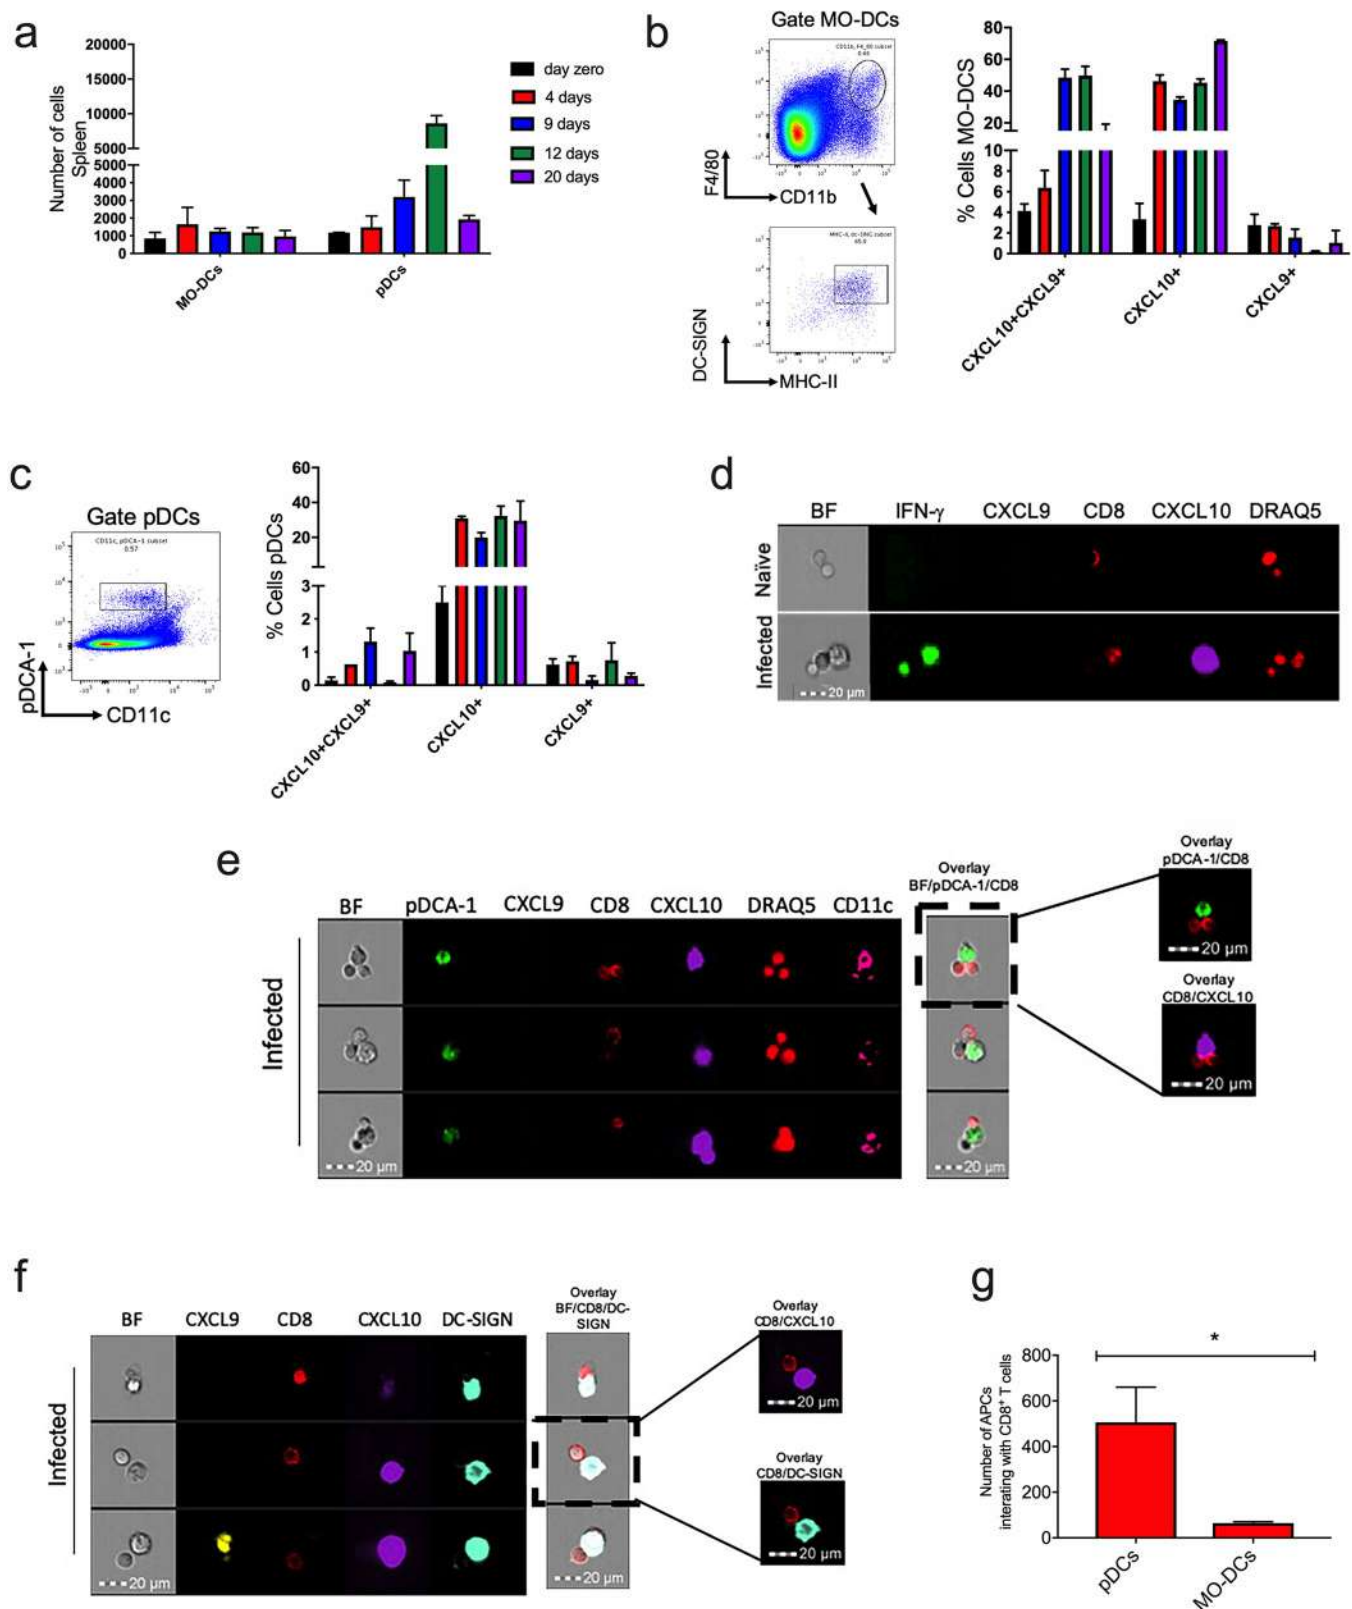 a
20000
15000
10000
5000
5000
4000
3000
2000
1000
0
Number of cells
Spleen
MO-DCs
pDCs
day zero
4 days
9 days
12 days
20 days
b
Gate MO-DCs
F4/80
CD11b
DC-SIGN
MHC-II
80
60
40
20
10
8
6
4
2
0
% Cells MO-DCS
CXCL10+CXCL9+
CXCL10+
CXCL9+
c
Gate pDCs
CD11c, pDCA-1 subset
0.57
pDCA-1
CD11c
60
40
20
3
2
1
0
% Cells pDCs
CXCL10+CXCL9+
CXCL10+
CXCL9+
d
BF IFN-γ CXCL9 CD8 CXCL10 DRAQ5
Naïve
Infected
20 μm
e
BF pDCA-1 CXCL9 CD8 CXCL10 DRAQ5 CD11c
Infected
20 μm
Overlay
BF/pDCA-1/CD8
20 μm
Overlay
pDCA-1/CD8
20 μm
Overlay
CD8/CXCL10
20 μm
f
BF CXCL9 CD8 CXCL10 DC-SIGN
Infected
20 μm
Overlay
BF/CD8/DC-
SIGN
20 μm
Overlay
CD8/CXCL10
20 μm
Overlay
CD8/DC-SIGN
20 μm
g
*
800
600
400
200
0
Number of APCs
interating with CD8⁺ T cells
pDCs
MO-DCs